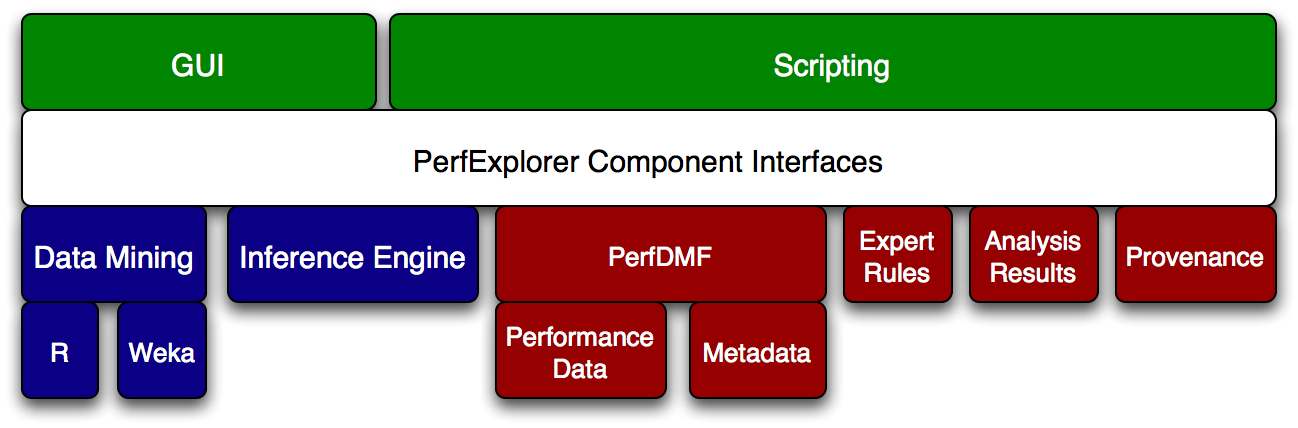 GUI
Scripting
PerfExplorer Component Interfaces
Data Mining
Inference Engine
PerfDMF
Expert
Rules
Analysis
Results
Provenance
R
Weka
Performance
Data
Metadata